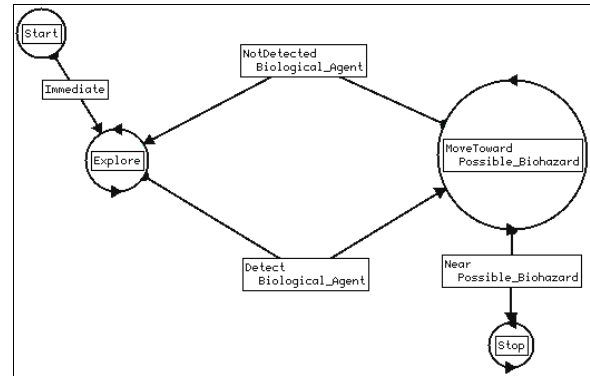 Start
NotDetected
Biological_Agent
Immediate
MoveToward
Possible_Biohazard
Explore
Detect
Biological_Agent
Near
Possible_Biohazard
Stop